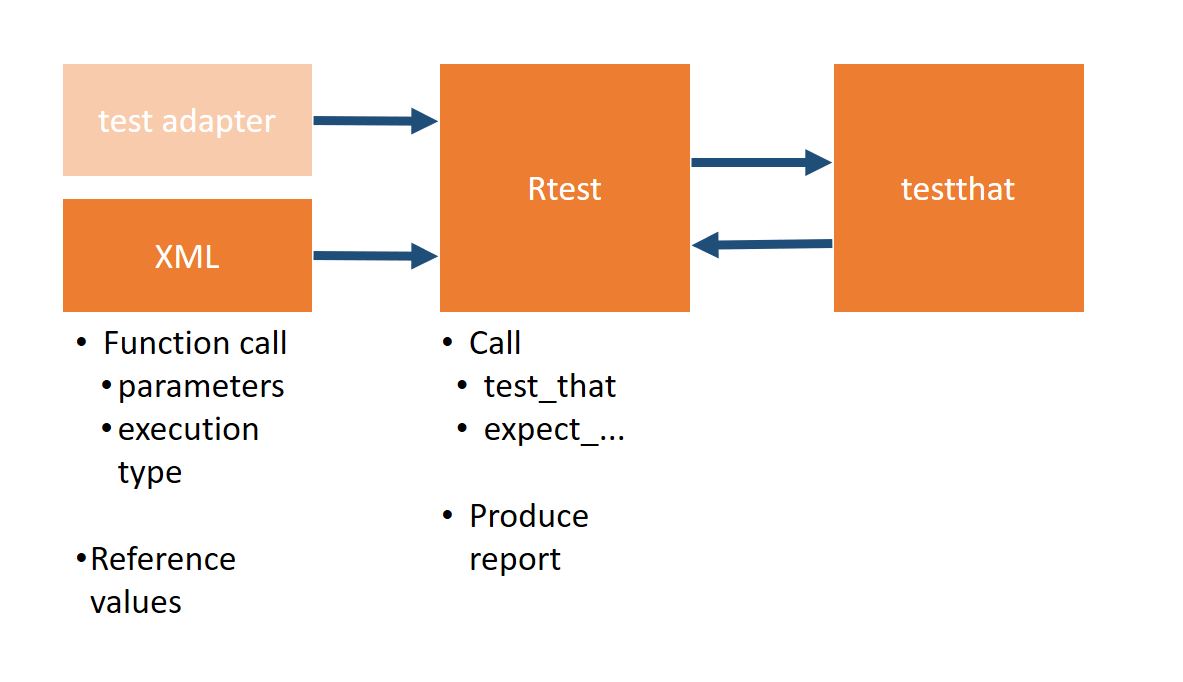 test adapter
XML
Rtest
testthat
• Function call
• parameters
• execution
type
• Reference
values
• Call
• test_that
• expect_...
• Produce
report